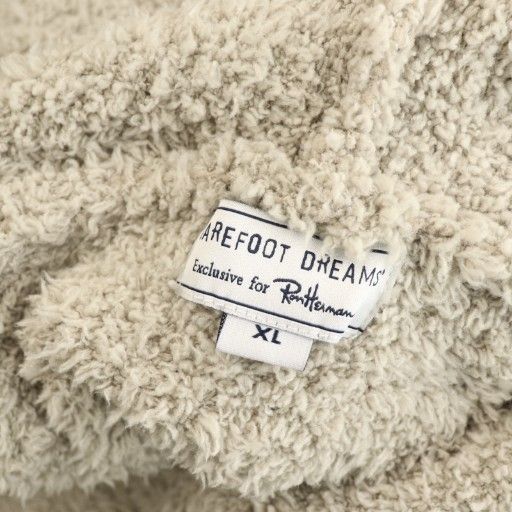 AREFOOT DREAMS®
Exclusive for Ron Herman
XL